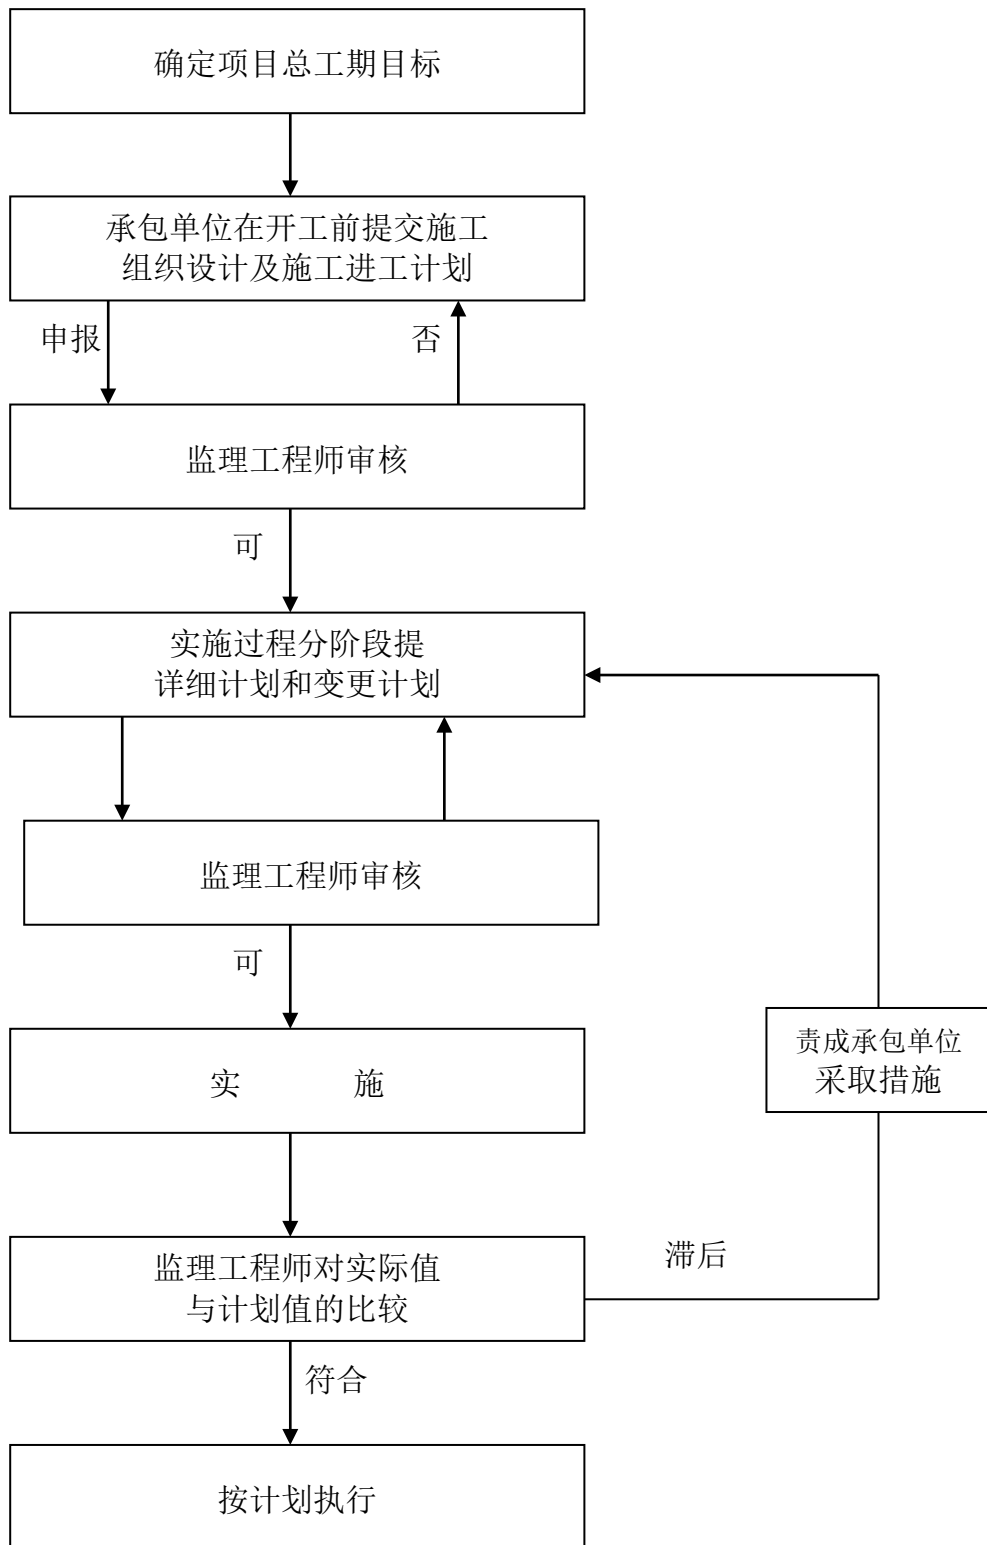 确定项目总工期目标
承包单位在开工前提交施工
组织设计及施工进工计划
申报
否
监理工程师审核
可
实施过程分阶段提
详细计划和变更计划
监理工程师审核
可
实 施
责成承包单位
采取措施
监理工程师对实际值
与计划值的比较
滞后
符合
按计划执行